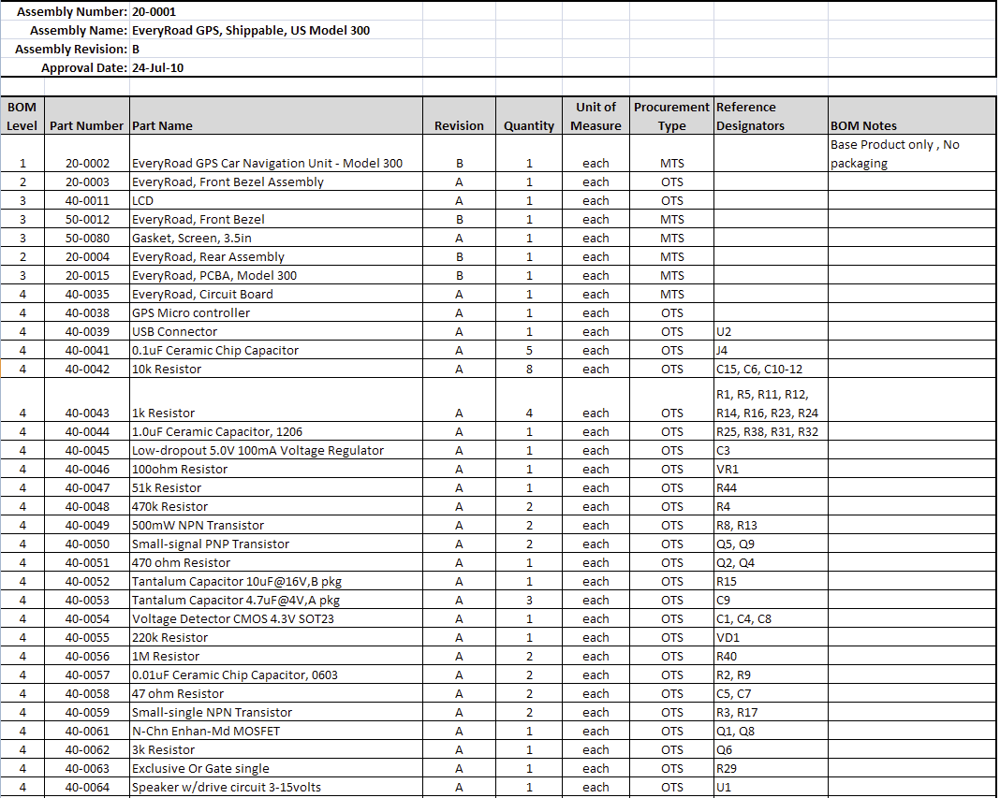 Assembly Number: 20-0001
Assembly Name: EveryRoad GPS, Shippable, US Model 300
Assembly Revision: B
Approval Date: 24-Jul-10
BOM Level Part Number Part Name Revision Quantity Unit of Measure Procurement Type Reference Designators BOM Notes
1 20-0002 EveryRoad GPS Car Navigation Unit - Model 300 B 1 each MTS Base Product only , No packaging
2 20-0003 EveryRoad, Front Bezel Assembly A 1 each OTS
3 40-0011 LCD A 1 each OTS
3 50-0012 EveryRoad, Front Bezel B 1 each MTS
3 50-0080 Gasket, Screen, 3.5in A 1 each MTS
2 20-0004 EveryRoad, Rear Assembly B 1 each MTS
3 20-0015 EveryRoad, PCBA, Model 300 B 1 each MTS
4 40-0035 EveryRoad, Circuit Board A 1 each MTS
4 40-0038 GPS Micro controller A 1 each OTS
4 40-0039 USB Connector A 1 each OTS U2
4 40-0041 0.1uF Ceramic Chip Capacitor A 5 each OTS J4
4 40-0042 10k Resistor A 8 each OTS C15, C6, C10-12
4 40-0043 1k Resistor A 4 each OTS R1, R5, R11, R12, R14, R16, R23, R24
4 40-0044 1.0uF Ceramic Capacitor, 1206 A 1 each OTS R25, R38, R31, R32
4 40-0045 Low-dropout 5.0V 100mA Voltage Regulator A 1 each OTS C3
4 40-0046 100ohm Resistor A 1 each OTS VR1
4 40-0047 51k Resistor A 1 each OTS R44
4 40-0048 470k Resistor A 2 each OTS R4
4 40-0049 500mW NPN Transistor A 2 each OTS R8, R13
4 40-0050 Small-signal PNP Transistor A 2 each OTS Q5, Q9
4 40-0051 470 ohm Resistor A 1 each OTS Q2, Q4
4 40-0052 Tantalum Capacitor 10uF@16V,B pkg A 1 each OTS R15
4 40-0053 Tantalum Capacitor 4.7uF@4V,A pkg A 3 each OTS C9
4 40-0054 Voltage Detector CMOS 4.3V SOT23 A 1 each OTS C1, C4, C8
4 40-0055 220k Resistor A 1 each OTS VD1
4 40-0056 1M Resistor A 2 each OTS R40
4 40-0057 0.01uF Ceramic Chip Capacitor, 0603 A 2 each OTS R2, R9
4 40-0058 47 ohm Resistor A 2 each OTS C5, C7
4 40-0059 Small-single NPN Transistor A 2 each OTS R3, R17
4 40-0061 N-Chn Enhan-Md MOSFET A 1 each OTS Q1, Q8
4 40-0062 3k Resistor A 1 each OTS Q6
4 40-0063 Exclusive Or Gate single A 1 each OTS R29
4 40-0064 Speaker w/drive circuit 3-15volts A 1 each OTS U1